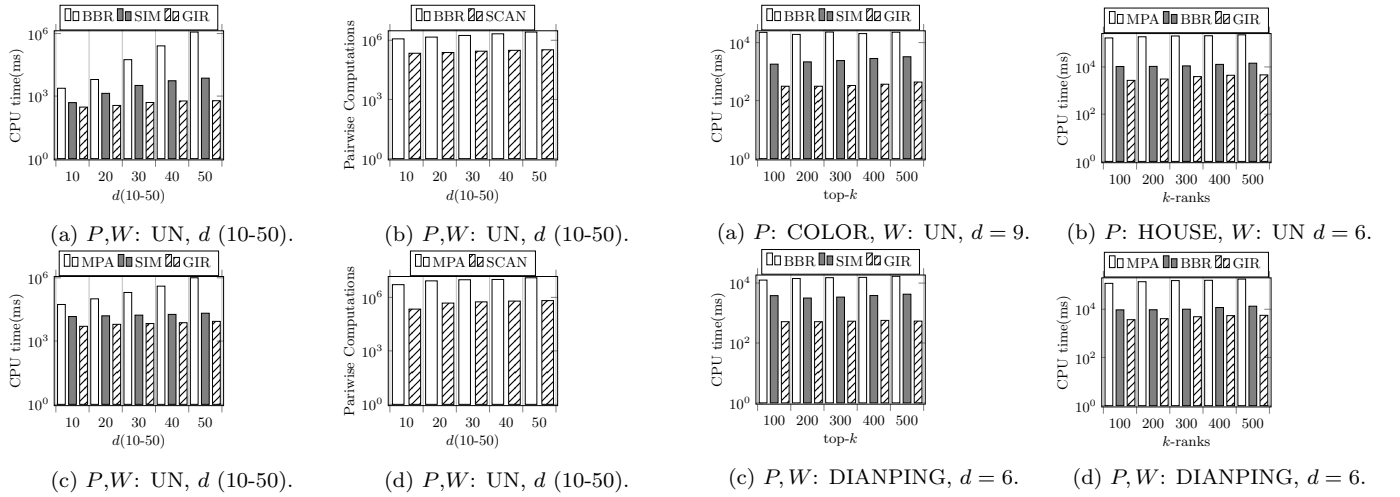 BBR SIM GIR
CPU time(ms)
10^6
10^3
10^0
10 20 30 40 50
d(10-50)
(a) P,W: UN, d (10-50).
BBR SCAN
Pairwise Computations
10^6
10^3
10^0
10 20 30 40 50
d(10-50)
(b) P,W: UN, d (10-50).
BBR SIM GIR
CPU time(ms)
10^4
10^2
10^0
100 200 300 400 500
top-k
(a) P: COLOR, W: UN, d = 9.
MPA BBR GIR
CPU time(ms)
10^4
10^2
10^0
100 200 300 400 500
k-ranks
(b) P: HOUSE, W: UN d = 6.
MPA SIM GIR
CPU time(ms)
10^6
10^3
10^0
10 20 30 40 50
d(10-50)
(c) P,W: UN, d (10-50).
MPA SCAN
Pariwise Computations
10^6
10^3
10^0
10 20 30 40 50
d(10-50)
(d) P,W: UN, d (10-50).
BBR SIM GIR
CPU time(ms)
10^4
10^2
10^0
100 200 300 400 500
top-k
(c) P, W: DIANPING, d = 6.
MPA BBR GIR
CPU time(ms)
10^4
10^2
10^0
100 200 300 400 500
k-ranks
(d) P, W: DIANPING, d = 6.